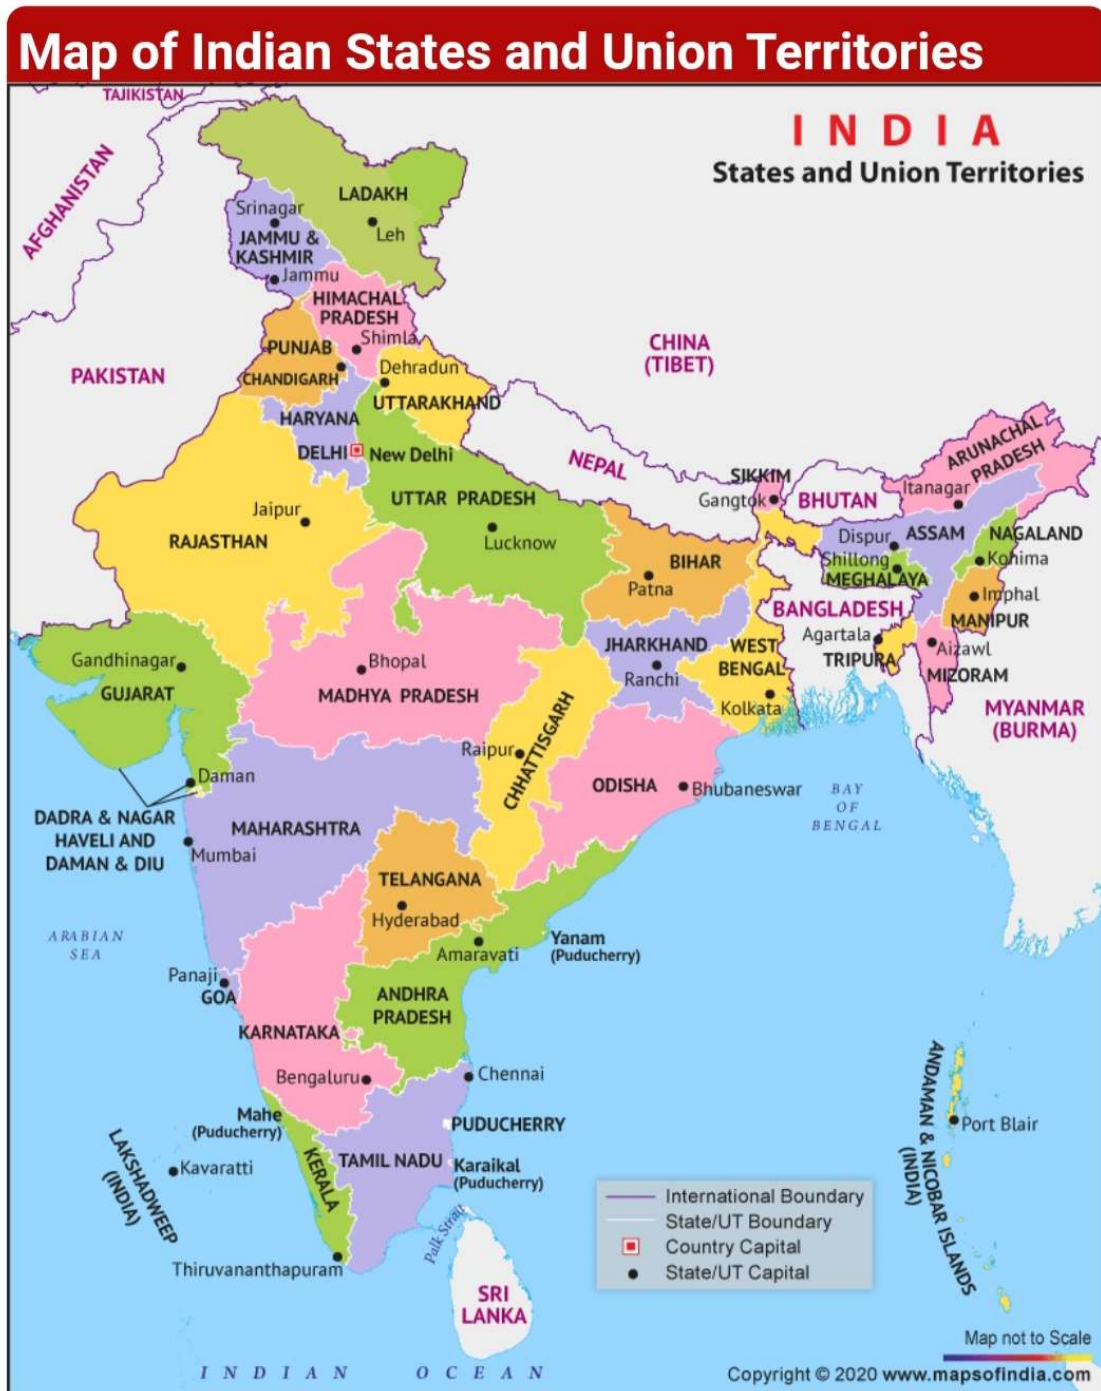 Map of Indian States and Union Territories
TAJIKISTAN
I N D I A
States and Union Territories
AFGHANISTAN
LADAKH
Leh
Srinagar
JAMMU &
KASHMIR
Jammu
HIMACHAL
PRADESH
Shimla
PUNJAB
CHANDIGARH
Dehradun
UTTARAKHAND
CHINA
(TIBET)
PAKISTAN
HARYANA
DELHI
New Delhi
NEPAL
SIKKIM
Gangtok
BHUTAN
ARUNACHAL
PRADESH
Itanagar
UTTAR PRADESH
Lucknow
Jaipur
RAJASTHAN
BIHAR
Patna
Dispur
ASSAM
NAGALAND
Kohima
Shillong
MEGHALAYA
Imphal
MANIPUR
BANGLADESH
Agartala
TRIPURA
Aizawl
MIZORAM
JHARKHAND
Ranchi
WEST
BENGAL
Kolkata
Gandhinagar
GUJARAT
Bhopal
MADHYA PRADESH
MYANMAR
(BURMA)
Raipur
CHHATTISGARH
ODISHA
Bhubaneswar
BAY
OF
BENGAL
Daman
DADRA & NAGAR
HAVELI AND
DAMAN & DIU
MAHARASHTRA
Mumbai
TELANGANA
Hyderabad
ARABIAN
SEA
Amaravati
Yanam
(Puducherry)
Panaji
GOA
ANDHRA
PRADESH
KARNATAKA
Bengaluru
Chennai
Mahe
(Puducherry)
PUDUCHERRY
LAKSHADWEEP
(INDIA)
Kavaratti
KERALA
TAMIL NADU
Karaikal
(Puducherry)
Thiruvananthapuram
Palk Strait
SRI
LANKA
ANDAMAN & NICOBAR ISLANDS
(INDIA)
Port Blair
International Boundary
State/UT Boundary
Country Capital
State/UT Capital
I N D I A N O C E A N
Map not to Scale
Copyright © 2020 www.mapsofindia.com